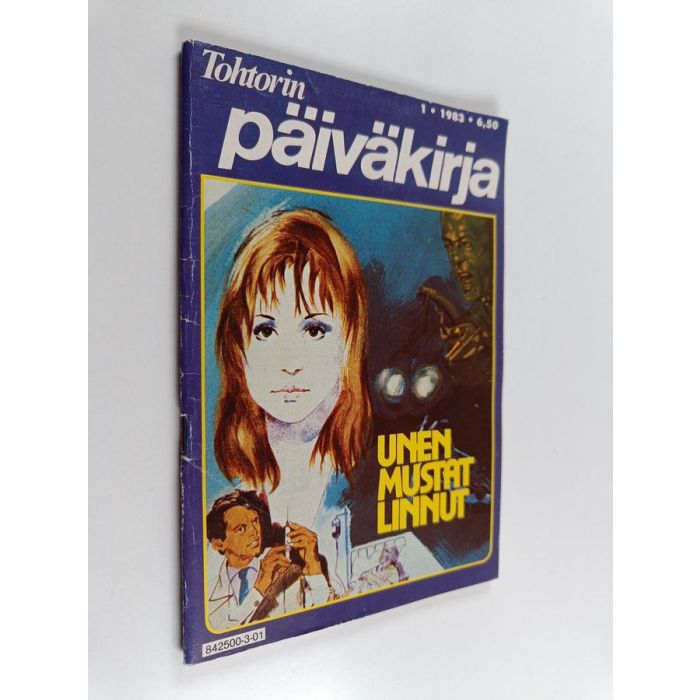 Tohtorin
1 • 1983 • 6,50
päiväkirja
UNEN
MUSTAT
LINNUT
842500-3-01